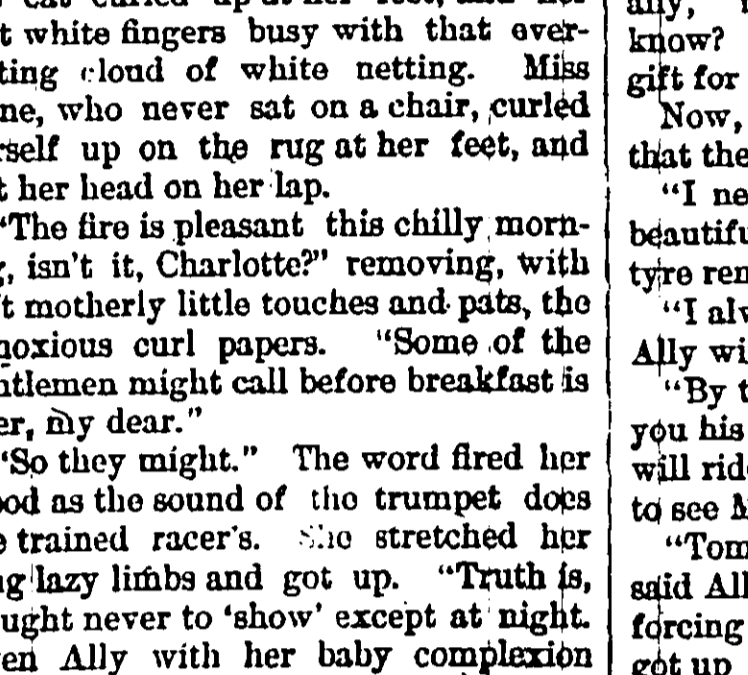 t white fingers busy with that over-
ting cloud of white netting. Miss
ne, who never sat on a chair, curled
rself up on the rug at her feet, and
t her head on her lap.
"The fire is pleasant this chilly morn-
, isn't it, Charlotte?" removing, with
't motherly little touches and pats, the
noxious curl papers. "Some of the
ntlemen might call before breakfast is
er, my dear."
"So they might." The word fired her
ood as the sound of the trumpet does
e trained racer's. She stretched her
ng lazy limbs and got up. "Truth is,
ught never to 'show' except at night.
en Ally with her baby complexion
ally,
know?
gift for
Now,
that the
"I ne
beautifu
tyre ren
"I alw
Ally wi
"By t
you his
will rid
to see M
"Tom
said All
forcing
got up